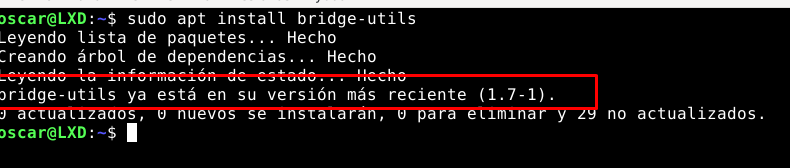 oscar@LXD:~$ sudo apt install bridge-utils
Leyendo lista de paquetes... Hecho
Creando árbol de dependencias... Hecho
Leyendo la información de estado... Hecho
bridge-utils ya está en su versión más reciente (1.7-1).
0 actualizados, 0 nuevos se instalarán, 0 para eliminar y 29 no actualizados.
oscar@LXD:~$